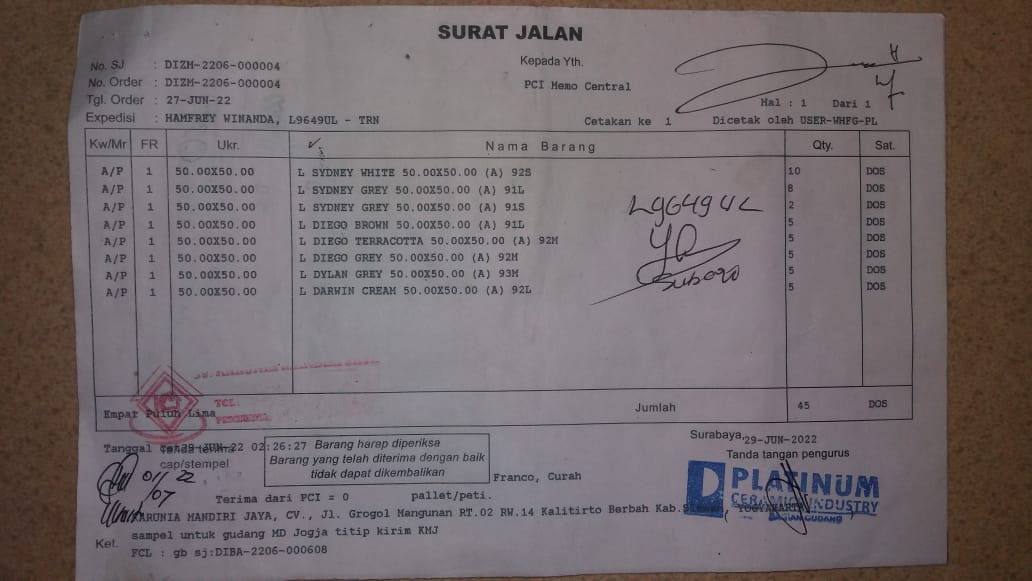 SURAT JALAN
No. SJ : DIZM-2206-000004
No. Order : DIZM-2206-000004
Tgl. Order : 27-JUN-22
Expedisi : HAMFREY WINANDA, L9649UL - TRN
Kepada Yth.
PCI Memo Central
Hal : 1 Dari 1
Cetakan ke 1 Dicetak oleh USER-WHFG-PL
Kw/Mr FR Ukr. Nama Barang Qty. Sat.
A/P 1 50.00X50.00 L SYDNEY WHITE 50.00X50.00 (A) 92S 10 DOS
A/P 1 50.00X50.00 L SYDNEY GREY 50.00X50.00 (A) 91L 8 DOS
A/P 1 50.00X50.00 L SYDNEY GREY 50.00X50.00 (A) 91S 2 DOS
A/P 1 50.00X50.00 L DIEGO BROWN 50.00X50.00 (A) 91L 5 DOS
A/P 1 50.00X50.00 L DIEGO TERRACOTTA 50.00X50.00 (A) 92M 5 DOS
A/P 1 50.00X50.00 L DIEGO GREY 50.00X50.00 (A) 92M 5 DOS
A/P 1 50.00X50.00 L DYLAN GREY 50.00X50.00 (A) 93M 5 DOS
A/P 1 50.00X50.00 L DARWIN CREAM 50.00X50.00 (A) 92L 5 DOS
L9649UL
TGL:
Empat Puluh Lima Jumlah 45 DOS
Tanggal 29-JUN-22 02:26:27
Tanda terima
cap/stempel
01/07 22
Barang harap diperiksa
Barang yang telah diterima dengan baik
tidak dapat dikembalikan
Franco, Curah
Surabaya, 29-JUN-2022
Tanda tangan pengurus
PLATINUM
CERAMICS INDUSTRY
BAGIAN GUDANG
Terima dari PCI = 0 pallet/peti.
KARUNIA MANDIRI JAYA, CV., Jl. Grogol Mangunan RT.02 RW.14 Kalitirto Berbah Kab.Sleman, YOGYAKARTA
Ket. sampel untuk gudang MD Jogja titip kirim KMJ
FCL : gb sj:DIBA-2206-000608